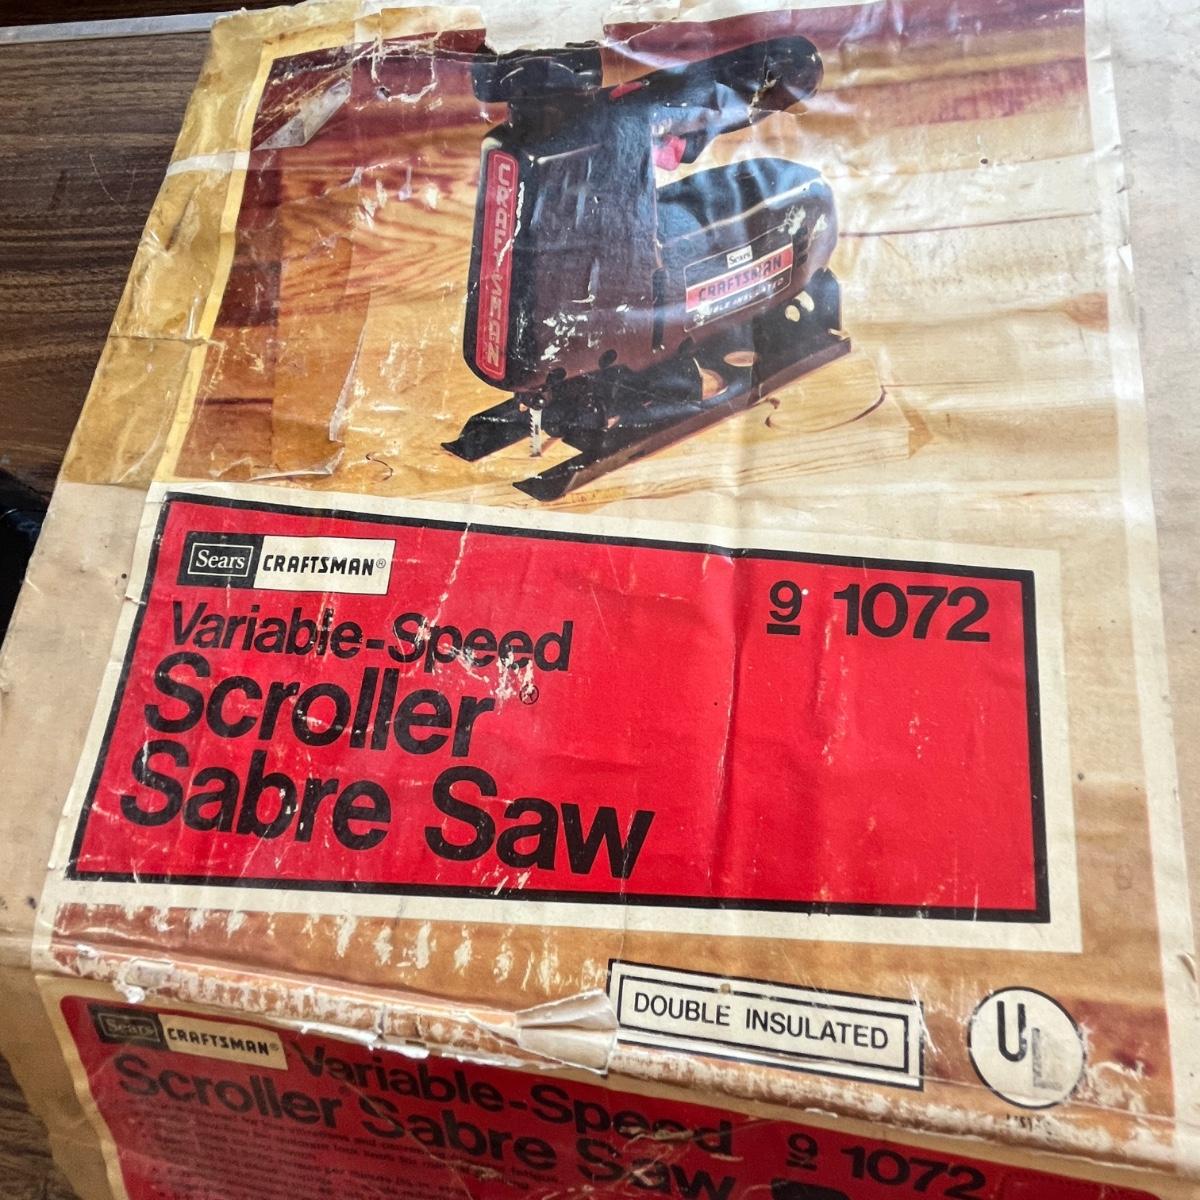 CRAFTSMAN
Sears
CRAFTSMAN
DOUBLE INSULATED
Sears CRAFTSMAN®
9 1072
Variable-Speed
Scroller®
Sabre Saw
DOUBLE INSULATED
UL
Sears CRAFTSMAN® Variable-Speed
Scroller Sabre Saw
9 1072